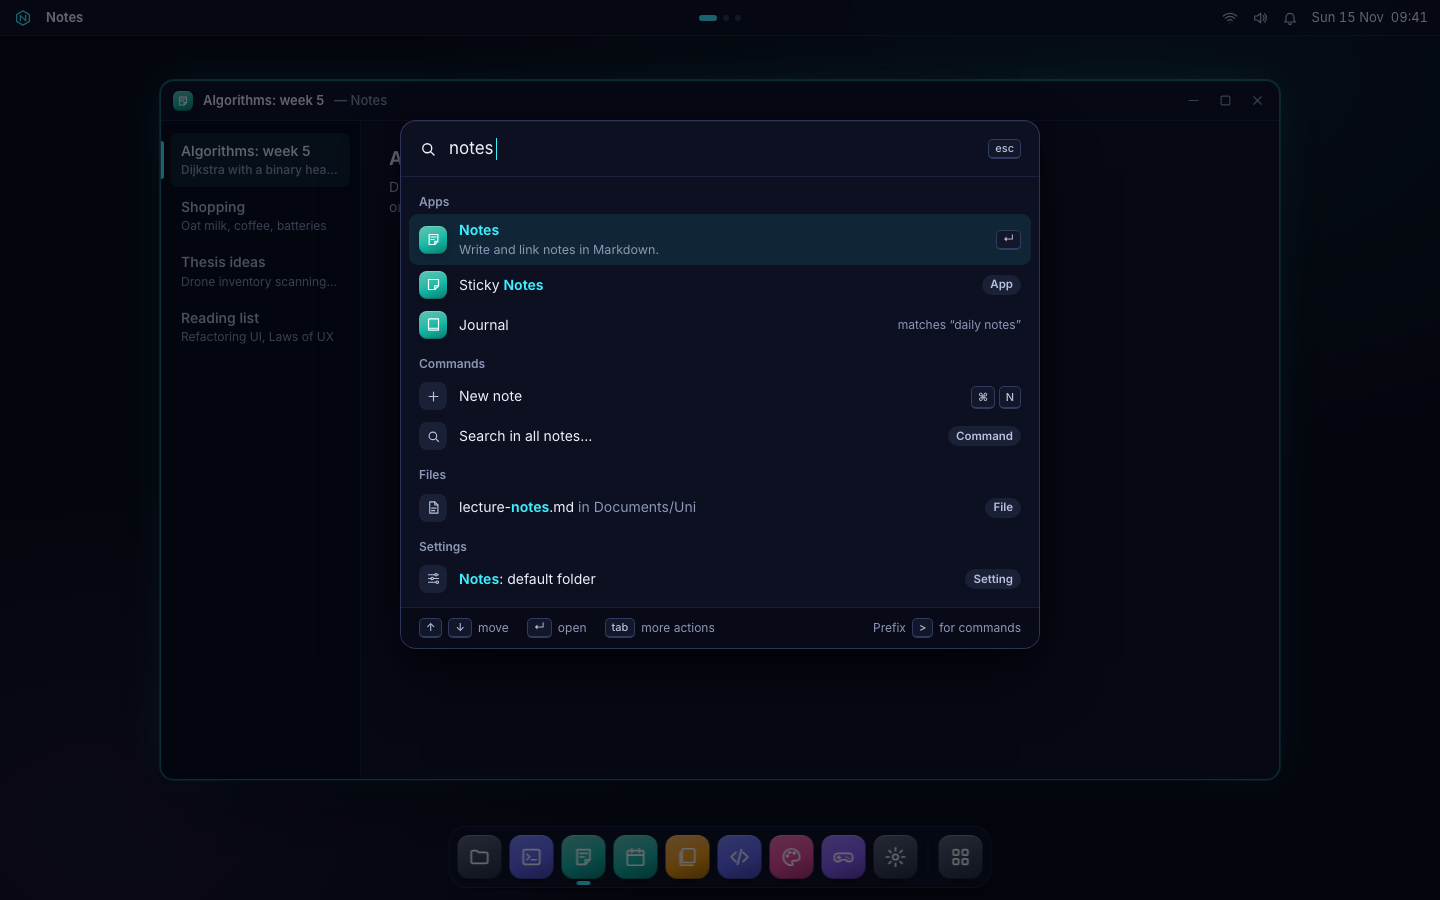 Notes
Sun 15 Nov 09:41
Algorithms: week 5 — Notes
Algorithms: week 5
Dijkstra with a binary hea...
Shopping
Oat milk, coffee, batteries
Thesis ideas
Drone inventory scanning...
Reading list
Refactoring UI, Laws of UX
notes
esc
Apps
Notes
Write and link notes in Markdown.
Sticky Notes
App
Journal
matches “daily notes”
Commands
New note
⌘ N
Search in all notes...
Command
Files
lecture-notes.md in Documents/Uni
File
Settings
Notes: default folder
Setting
↑ ↓ move ↵ open tab more actions
Prefix > for commands